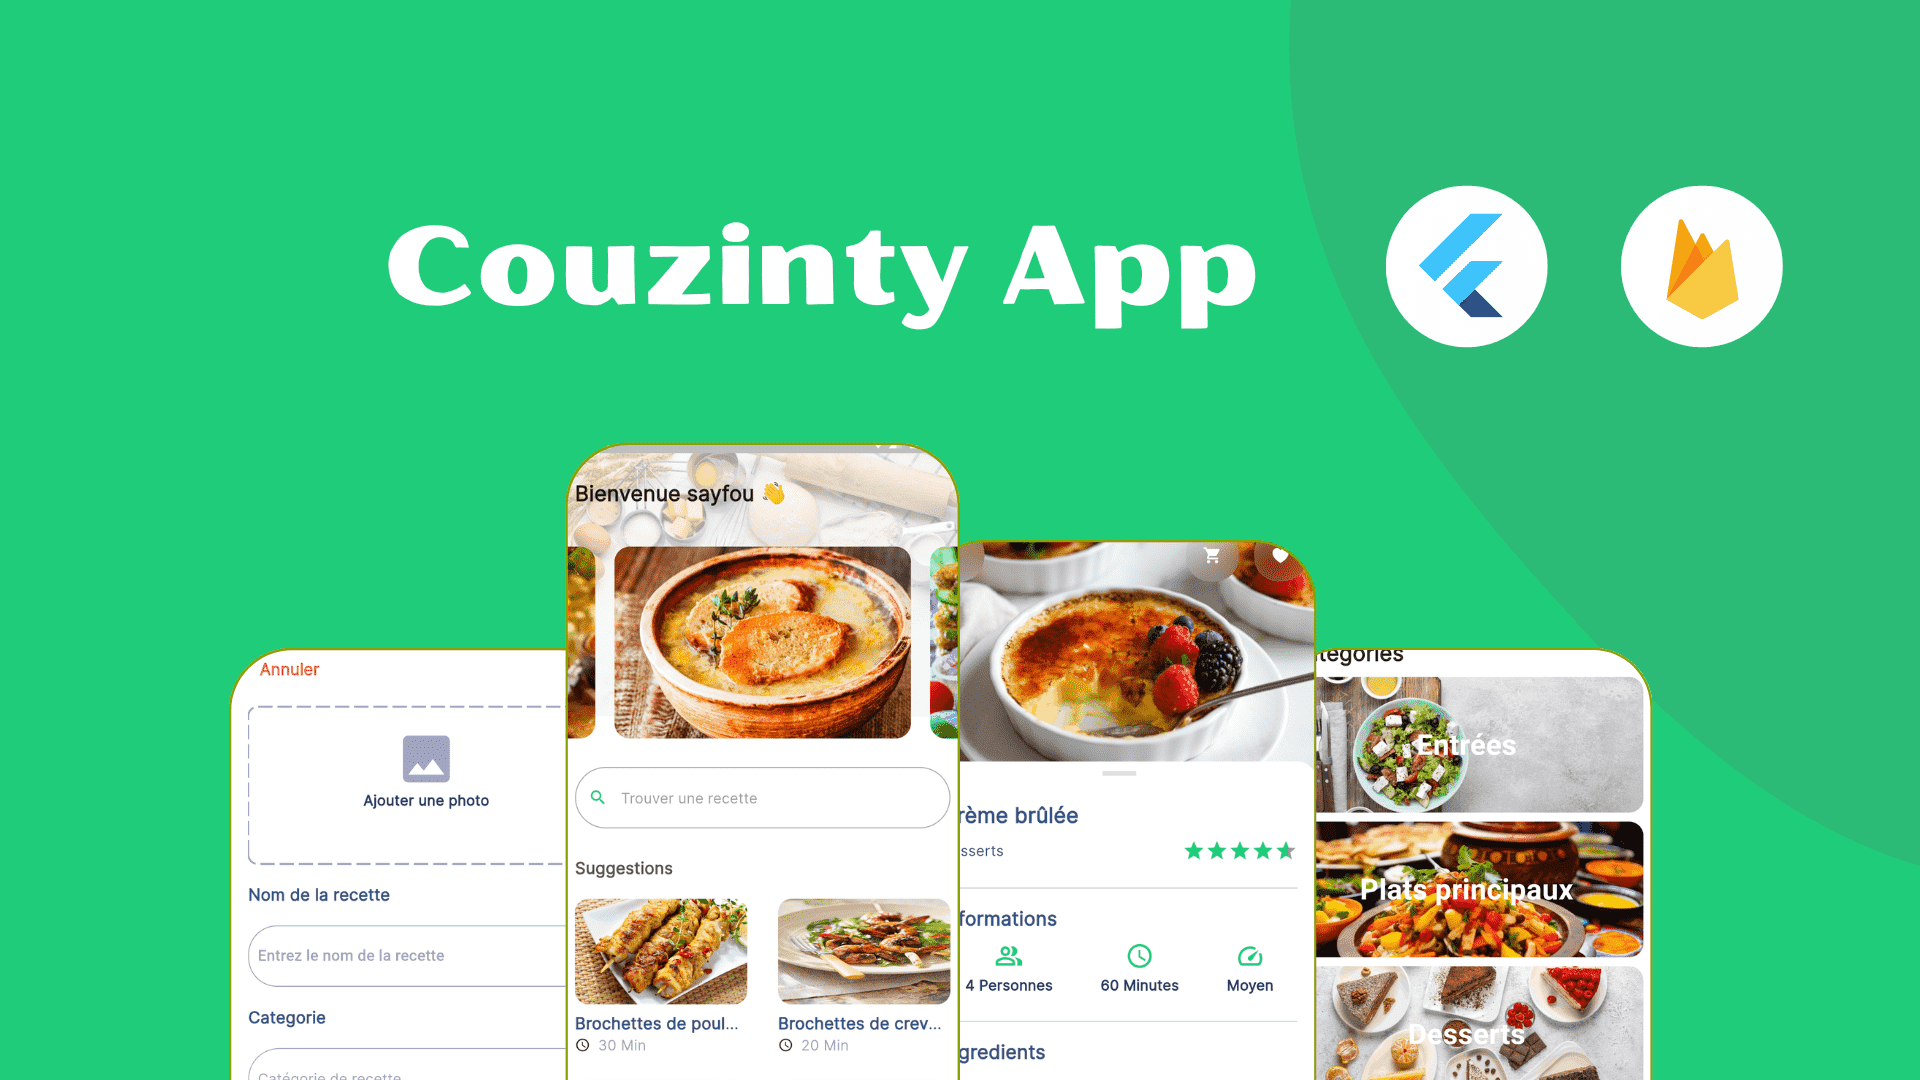 Couzinty App
Annuler
Ajouter une photo
Nom de la recette
Entrez le nom de la recette
Categorie
Catégorie de recette
Bienvenue sayfou 👋
Trouver une recette
Suggestions
Brochettes de poul...
30 Min
Brochettes de crev...
20 Min
rème brûlée
sserts
formations
4 Personnes
60 Minutes
Moyen
grédients
tégories
Entrées
Plats principaux
Desserts